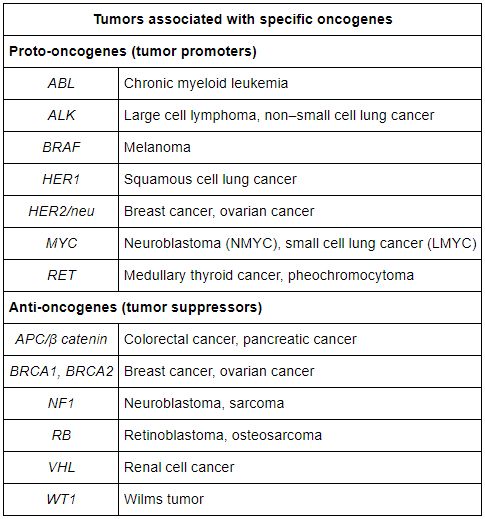 Tumors associated with specific oncogenes
Proto-oncogenes (tumor promoters)
ABL Chronic myeloid leukemia
ALK Large cell lymphoma, non–small cell lung cancer
BRAF Melanoma
HER1 Squamous cell lung cancer
HER2/neu Breast cancer, ovarian cancer
MYC Neuroblastoma (NMYC), small cell lung cancer (LMYC)
RET Medullary thyroid cancer, pheochromocytoma
Anti-oncogenes (tumor suppressors)
APC/β catenin Colorectal cancer, pancreatic cancer
BRCA1, BRCA2 Breast cancer, ovarian cancer
NF1 Neuroblastoma, sarcoma
RB Retinoblastoma, osteosarcoma
VHL Renal cell cancer
WT1 Wilms tumor